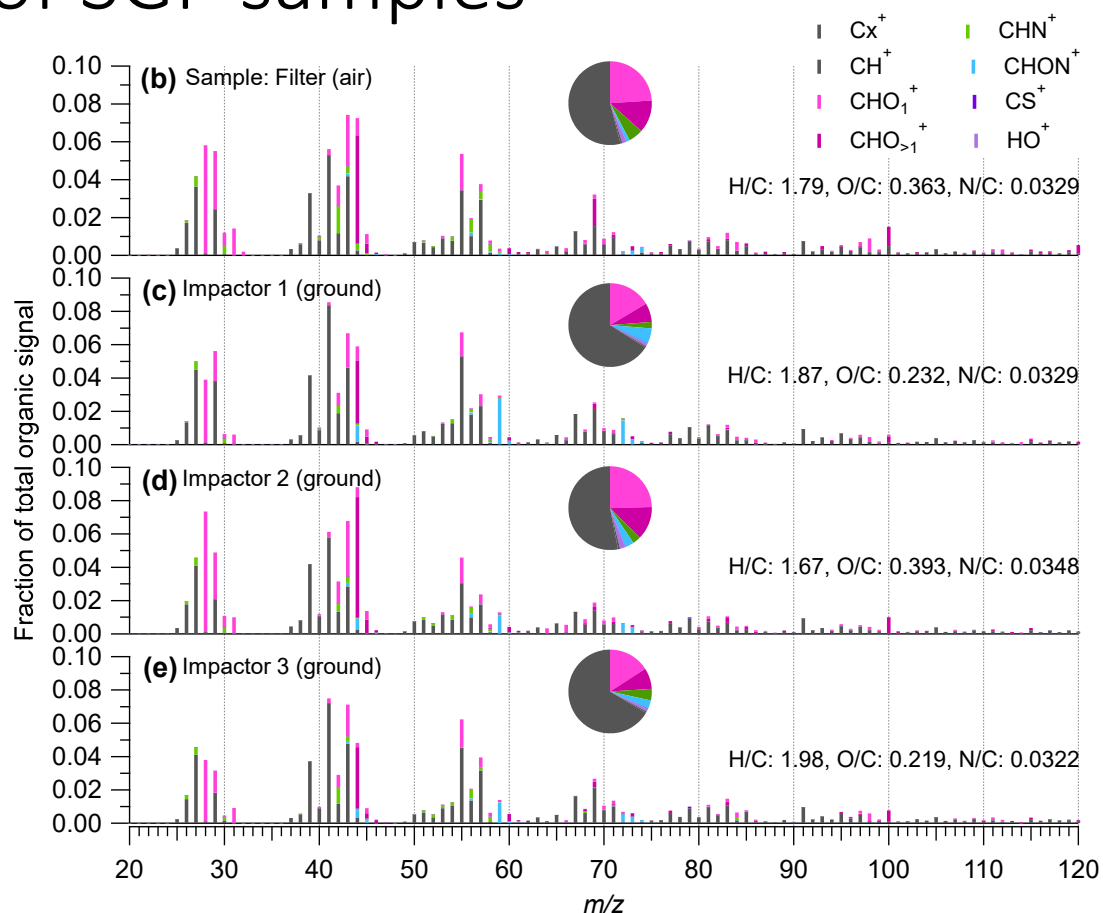 of SGP samples
Cx+
CHN+
CH+
CHON+
CHO1+
CS+
CHO>1+
HO+
Fraction of total organic signal
(b) Sample: Filter (air)
H/C: 1.79, O/C: 0.363, N/C: 0.0329
0.10
0.08
0.06
0.04
0.02
0.00
(c) Impactor 1 (ground)
H/C: 1.87, O/C: 0.232, N/C: 0.0329
0.10
0.08
0.06
0.04
0.02
0.00
(d) Impactor 2 (ground)
H/C: 1.67, O/C: 0.393, N/C: 0.0348
0.10
0.08
0.06
0.04
0.02
0.00
(e) Impactor 3 (ground)
H/C: 1.98, O/C: 0.219, N/C: 0.0322
0.10
0.08
0.06
0.04
0.02
0.00
20 30 40 50 60 70 80 90 100 110 120
m/z